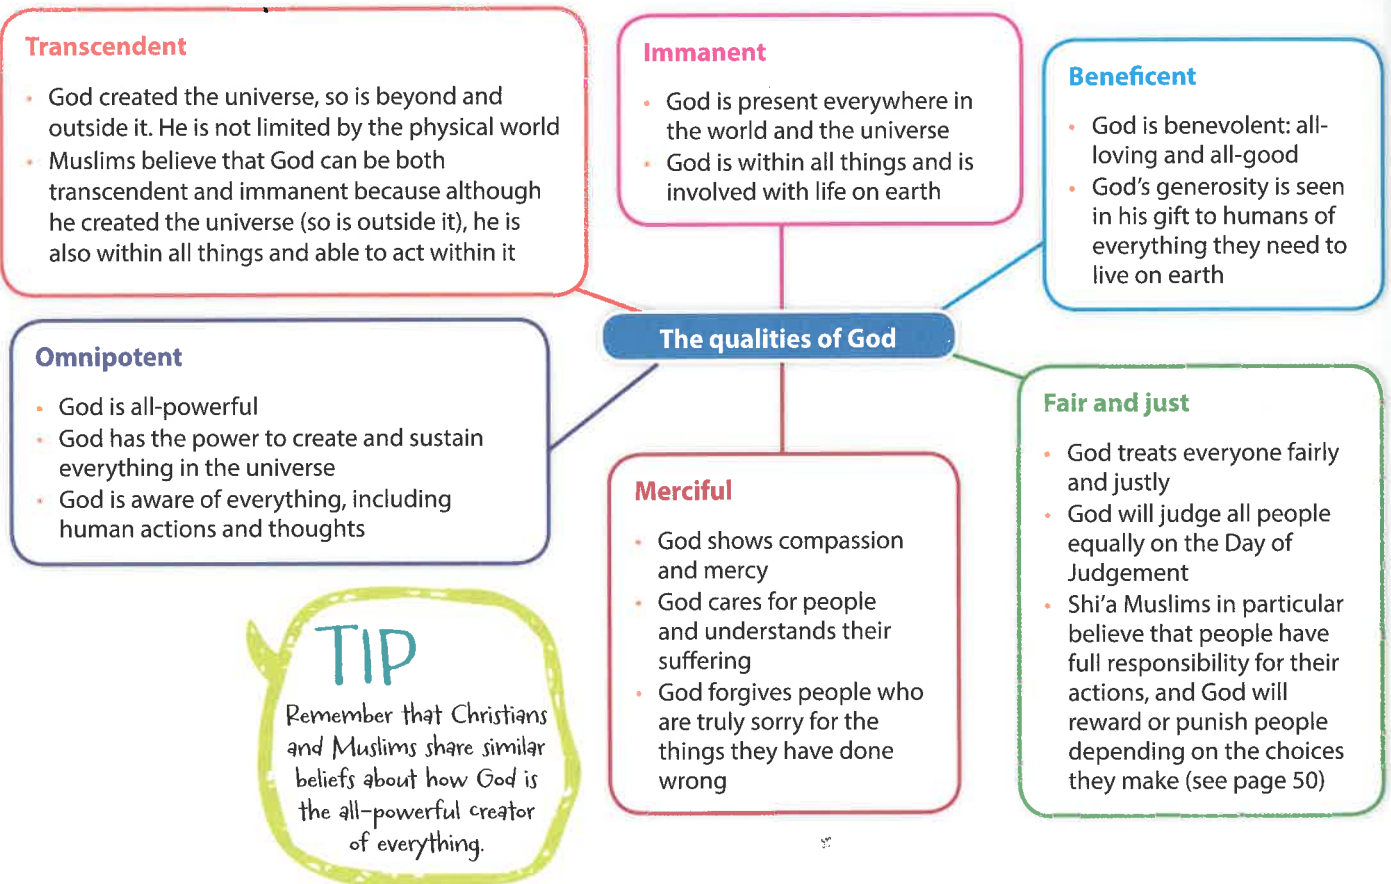 Transcendent
• God created the universe, so is beyond and
outside it. He is not limited by the physical world
• Muslims believe that God can be both
transcendent and immanent because although
he created the universe (so is outside it), he is
also within all things and able to act within it
Immanent
• God is present everywhere in
the world and the universe
• God is within all things and is
involved with life on earth
Beneficent
• God is benevolent: all-
loving and all-good
• God's generosity is seen
in his gift to humans of
everything they need to
live on earth
The qualities of God
Omnipotent
• God is all-powerful
• God has the power to create and sustain
everything in the universe
• God is aware of everything, including
human actions and thoughts
Merciful
• God shows compassion
and mercy
• God cares for people
and understands their
suffering
• God forgives people who
are truly sorry for the
things they have done
wrong
Fair and just
• God treats everyone fairly
and justly
• God will judge all people
equally on the Day of
Judgement
• Shi'a Muslims in particular
believe that people have
full responsibility for their
actions, and God will
reward or punish people
depending on the choices
they make (see page 50)
TIP
Remember that Christians
and Muslims share similar
beliefs about how God is
the all-powerful creator
of everything.